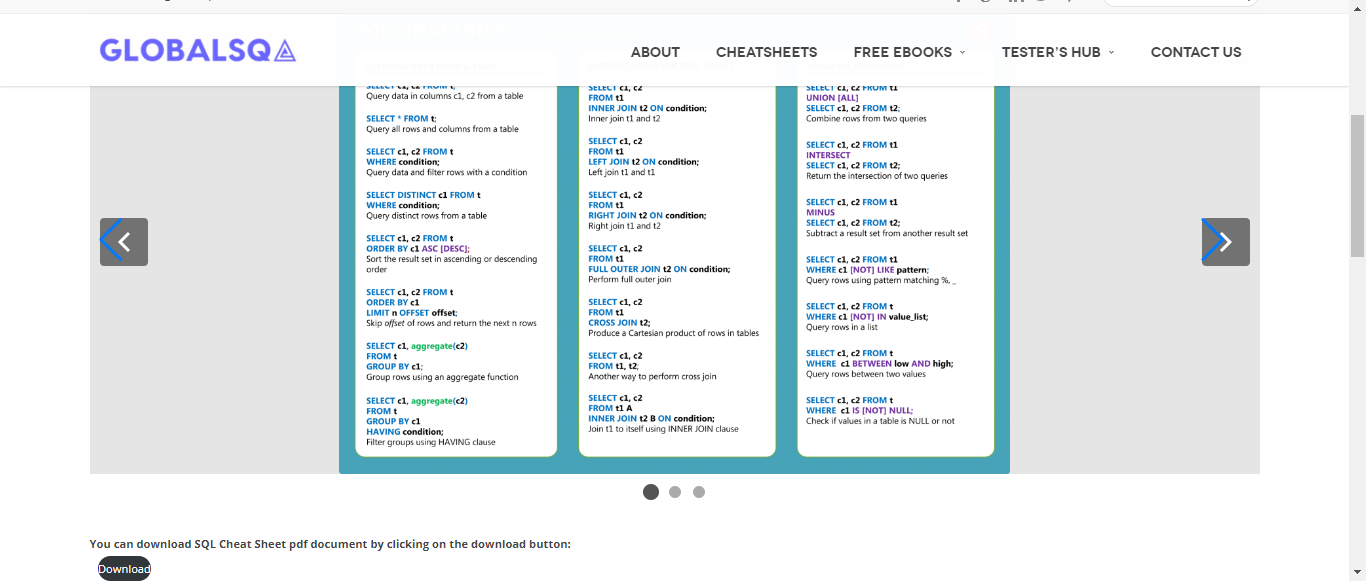 GLOBALSQA
ABOUT
CHEATSHEETS
FREE EBOOKS
TESTER'S HUB
CONTACT US
SELECT c1, c2 FROM t;
Query data in columns c1, c2 from a table
SELECT * FROM t;
Query all rows and columns from a table
SELECT c1, c2 FROM t
WHERE condition;
Query data and filter rows with a condition
SELECT DISTINCT c1 FROM t
WHERE condition;
Query distinct rows from a table
SELECT c1, c2 FROM t
ORDER BY c1 ASC [DESC];
Sort the result set in ascending or descending
order
SELECT c1, c2 FROM t
ORDER BY c1
LIMIT n OFFSET offset;
Skip offset of rows and return the next n rows
SELECT c1, aggregate(c2)
FROM t
GROUP BY c1;
Group rows using an aggregate function
SELECT c1, aggregate(c2)
FROM t
GROUP BY c1
HAVING condition;
Filter groups using HAVING clause
SELECT c1, c2
FROM t1
INNER JOIN t2 ON condition;
Inner join t1 and t2
SELECT c1, c2
FROM t1
LEFT JOIN t2 ON condition;
Left join t1 and t1
SELECT c1, c2
FROM t1
RIGHT JOIN t2 ON condition;
Right join t1 and t2
SELECT c1, c2
FROM t1
FULL OUTER JOIN t2 ON condition;
Perform full outer join
SELECT c1, c2
FROM t1
CROSS JOIN t2;
Produce a Cartesian product of rows in tables
SELECT c1, c2
FROM t1, t2;
Another way to perform cross join
SELECT c1, c2
FROM t1 A
INNER JOIN t2 B ON condition;
Join t1 to itself using INNER JOIN clause
SELECT c1, c2 FROM t1
UNION [ALL]
SELECT c1, c2 FROM t2;
Combine rows from two queries
SELECT c1, c2 FROM t1
INTERSECT
SELECT c1, c2 FROM t2;
Return the intersection of two queries
SELECT c1, c2 FROM t1
MINUS
SELECT c1, c2 FROM t2;
Subtract a result set from another result set
SELECT c1, c2 FROM t1
WHERE c1 [NOT] LIKE pattern;
Query rows using pattern matching %, _
SELECT c1, c2 FROM t
WHERE c1 [NOT] IN value_list;
Query rows in a list
SELECT c1, c2 FROM t
WHERE c1 BETWEEN low AND high;
Query rows between two values
SELECT c1, c2 FROM t
WHERE c1 IS [NOT] NULL;
Check if values in a table is NULL or not
You can download SQL Cheat Sheet pdf document by clicking on the download button:
Download